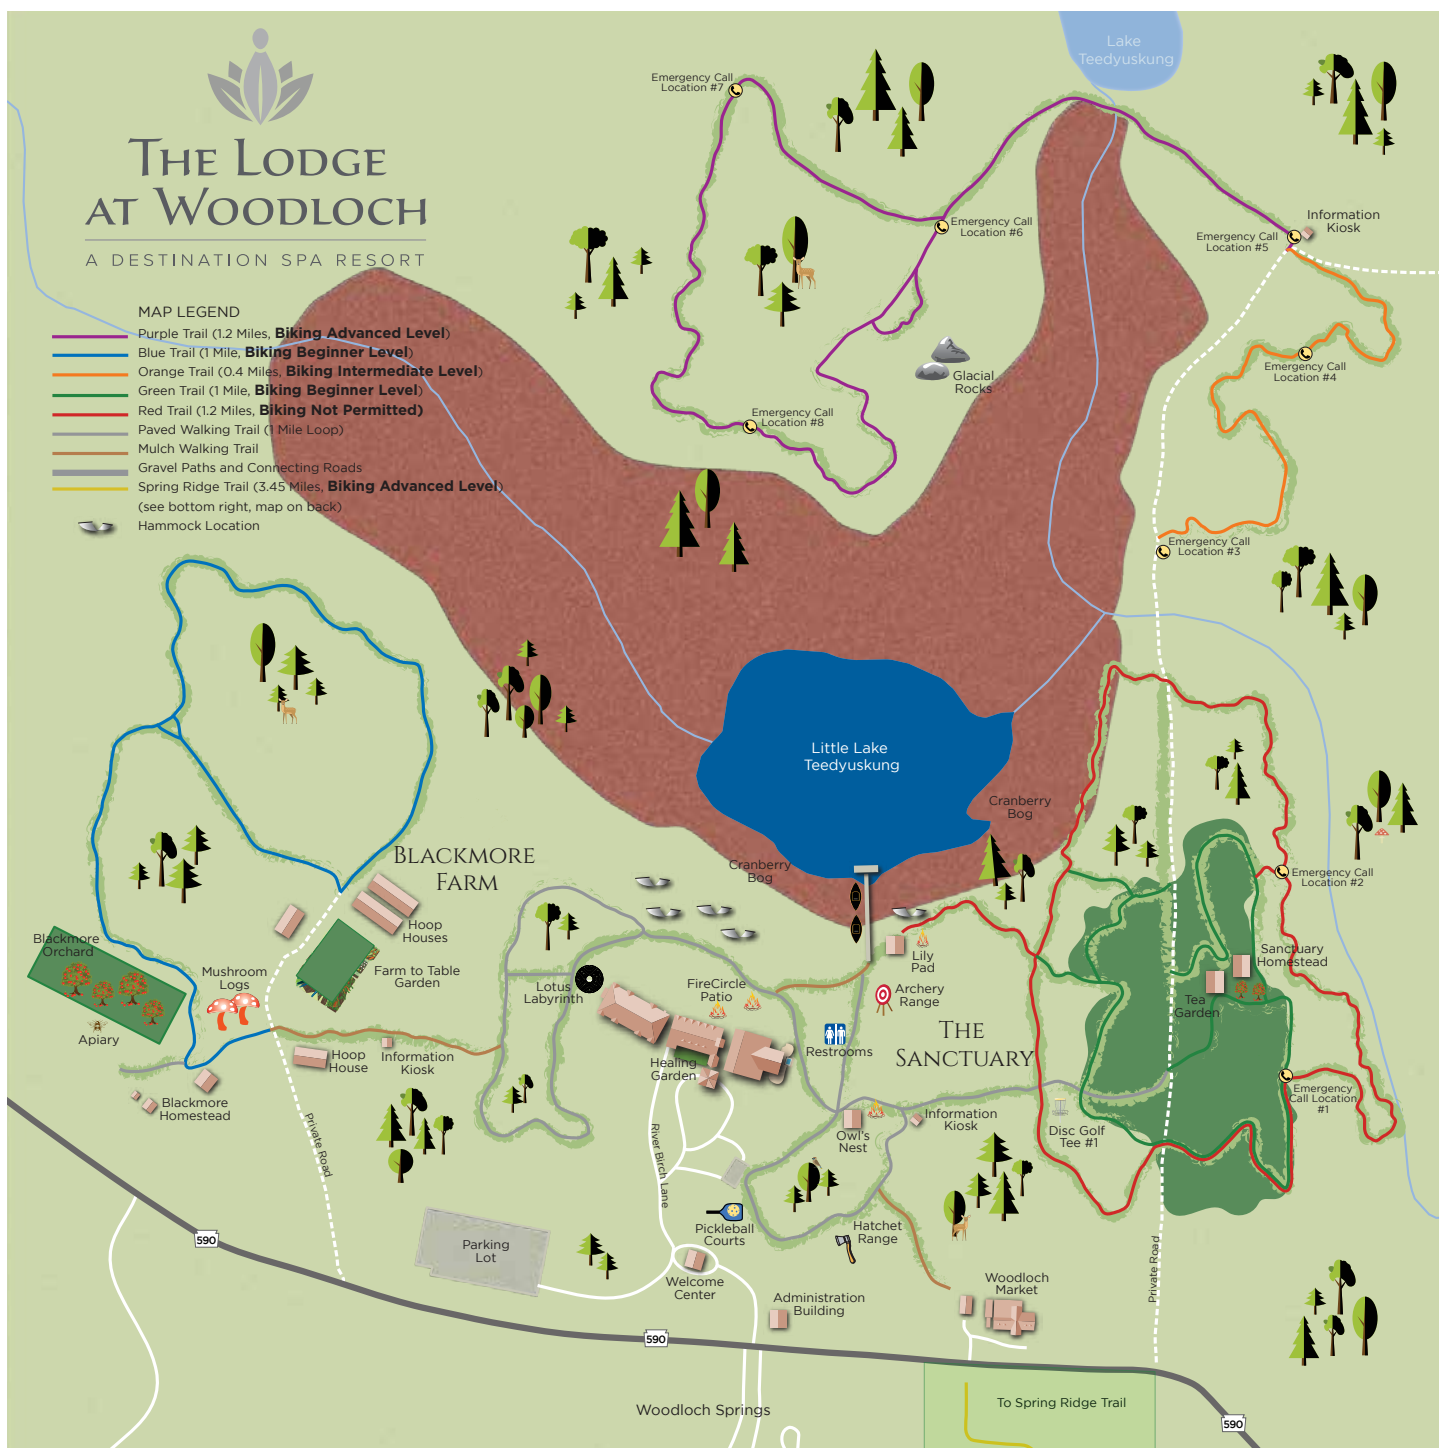 Lake
Teedyuskung
THE LODGE
AT WOODLOCH
A DESTINATION SPA RESORT
Emergency Call
Location #7
Emergency Call
Location #6
Information
Kiosk
Emergency Call
Location #5
MAP LEGEND
Purple Trail (1.2 Miles, Biking Advanced Level)
Blue Trail (1 Mile, Biking Beginner Level)
Orange Trail (0.4 Miles, Biking Intermediate Level)
Green Trail (1 Mile, Biking Beginner Level)
Red Trail (1.2 Miles, Biking Not Permitted)
Paved Walking Trail (1 Mile Loop)
Mulch Walking Trail
Gravel Paths and Connecting Roads
Spring Ridge Trail (3.45 Miles, Biking Advanced Level)
(see bottom right, map on back)
Hammock Location
Glacial
Rocks
Emergency Call
Location #4
Emergency Call
Location #8
Emergency Call
Location #3
Little Lake
Teedyuskung
Cranberry
Bog
Cranberry
Bog
BLACKMORE
FARM
Emergency Call
Location #2
Hoop
Houses
Blackmore
Orchard
Mushroom
Logs
Farm to Table
Garden
Lotus
Labyrinth
FireCircle
Patio
Lily
Pad
Archery
Range
Sanctuary
Homestead
Tea
Garden
Apiary
Hoop
House
Information
Kiosk
Healing
Garden
Restrooms
THE
SANCTUARY
Blackmore
Homestead
Private Road
River Birch Lane
Owl's
Nest
Information
Kiosk
Disc Golf
Tee #1
Emergency
Call Location
#1
590
Parking
Lot
Pickleball
Courts
Hatchet
Range
Private Road
Welcome
Center
Administration
Building
Woodloch
Market
590
Woodloch Springs
To Spring Ridge Trail
590